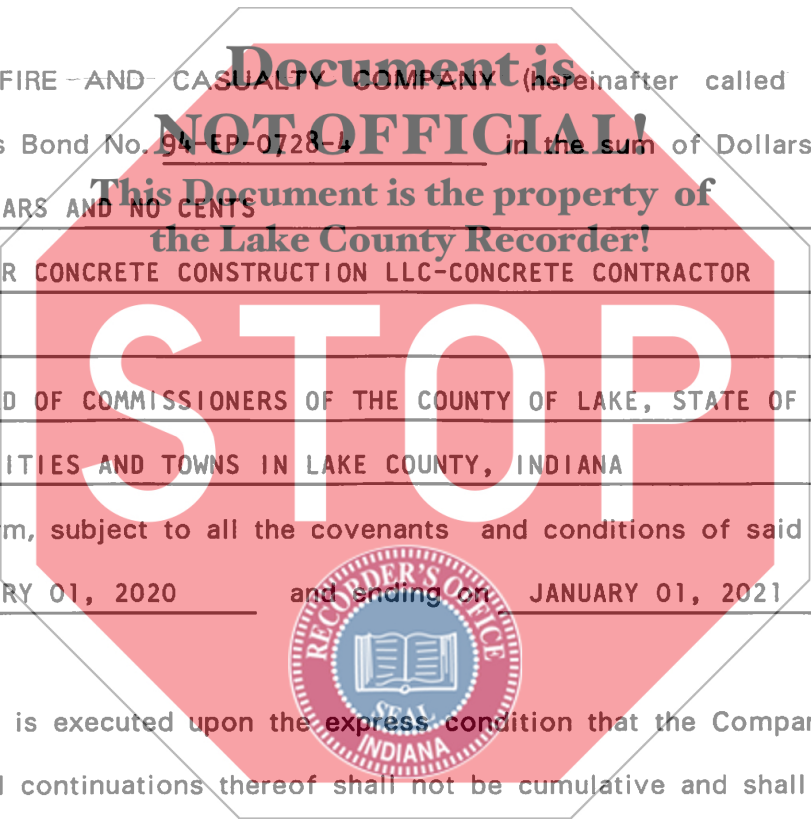 Document is
FIRE AND CASUALTY COMPANY (hereinafter called
NOT OFFICIAL!
s Bond No. 94-EP-0728-4 in the sum of Dollars
This Document is the property of
ARS AND NO CENTS
the Lake County Recorder!
R CONCRETE CONSTRUCTION LLC-CONCRETE CONTRACTOR
STOP
D OF COMMISSIONERS OF THE COUNTY OF LAKE, STATE OF
ITIES AND TOWNS IN LAKE COUNTY, INDIANA
m, subject to all the covenants and conditions of said
RY 01, 2020 and ending on JANUARY 01, 2021
RECORDER'S OFFICE
SEAL
INDIANA
is executed upon the express condition that the Compan
l continuations thereof shall not be cumulative and shall